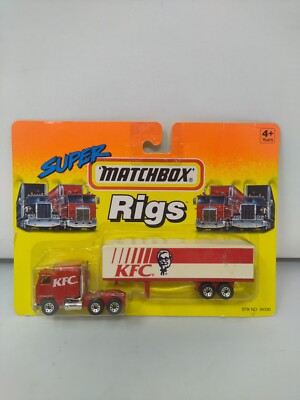 SUPER
MATCHBOX®
Rigs
4+
KFC
KFC